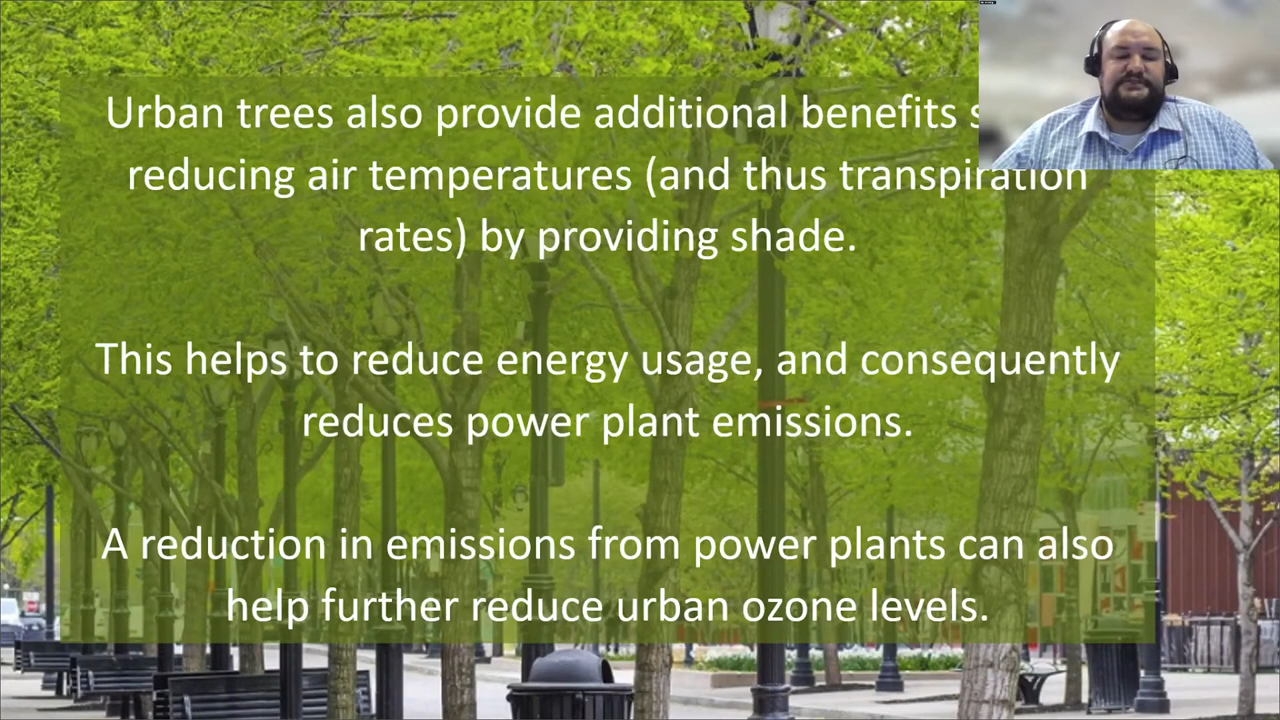 Urban trees also provide additional benefits
reducing air temperatures (and thus transpiration
rates) by providing shade.
This helps to reduce energy usage, and consequently
reduces power plant emissions.
A reduction in emissions from power plants can also
help further reduce urban ozone levels.